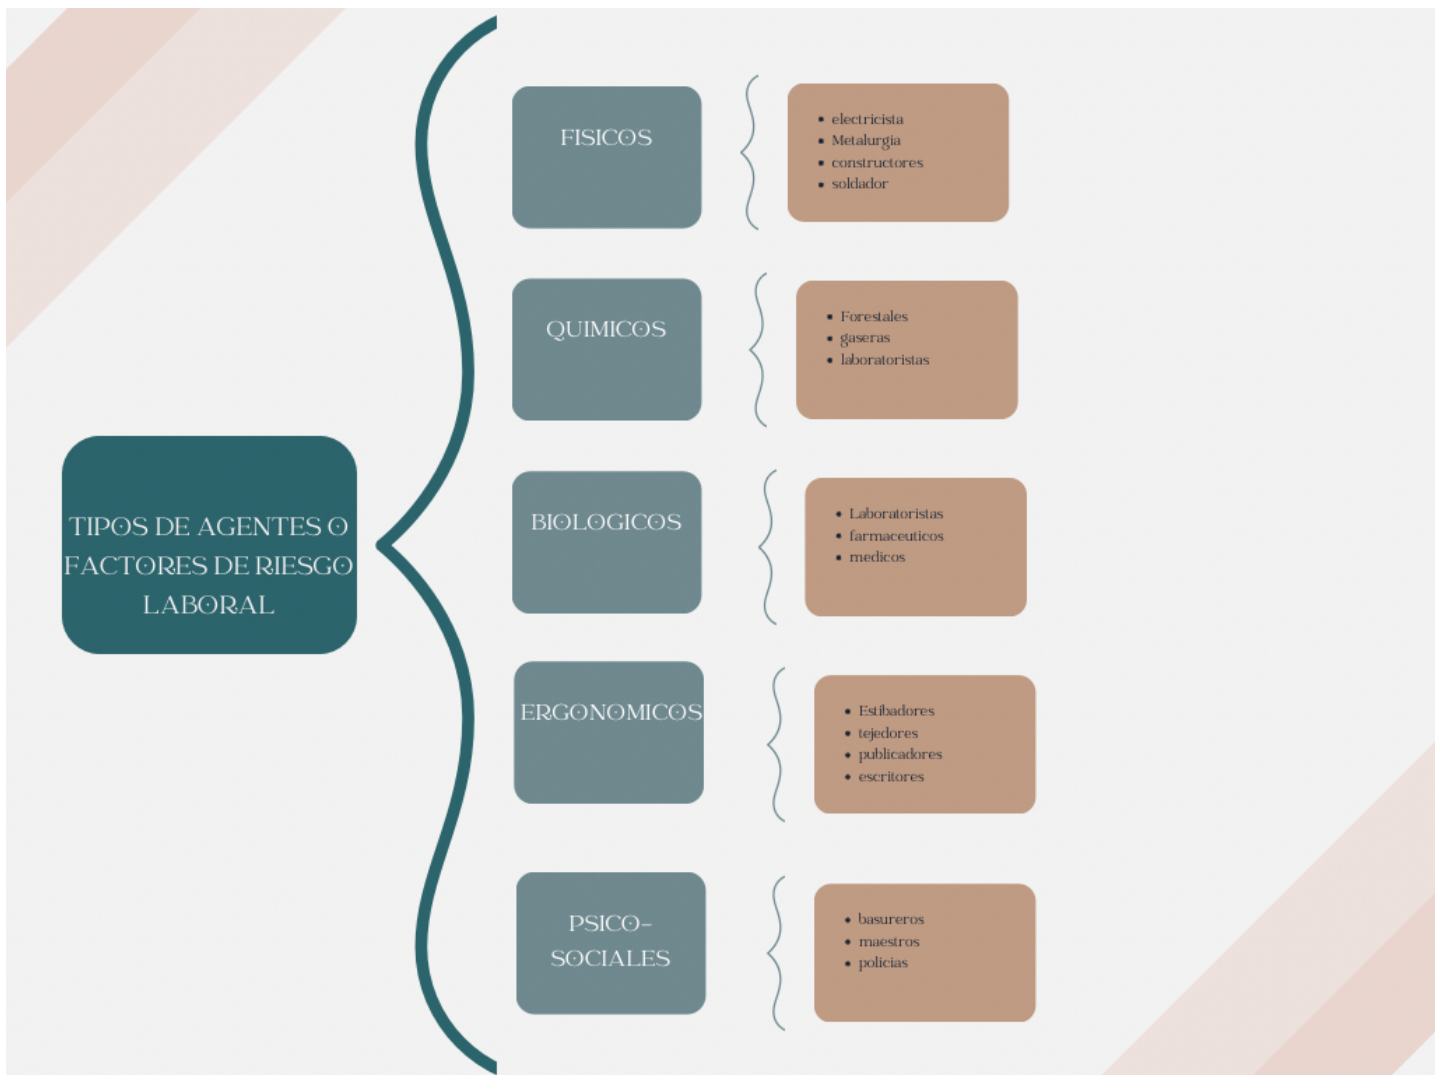 TIPOS DE AGENTES O
FACTORES DE RIESGO
LABORAL
FISICOS
electricista
Metalurgia
constructores
soldador
QUIMICOS
Forestales
gaseras
laboratoristas
BIOLOGICOS
Laboratoristas
farmaceuticos
medicos
ERGONOMICOS
Estibadores
tejedores
publicadores
escritores
PSICO-
SOCIALES
basureros
maestros
policias